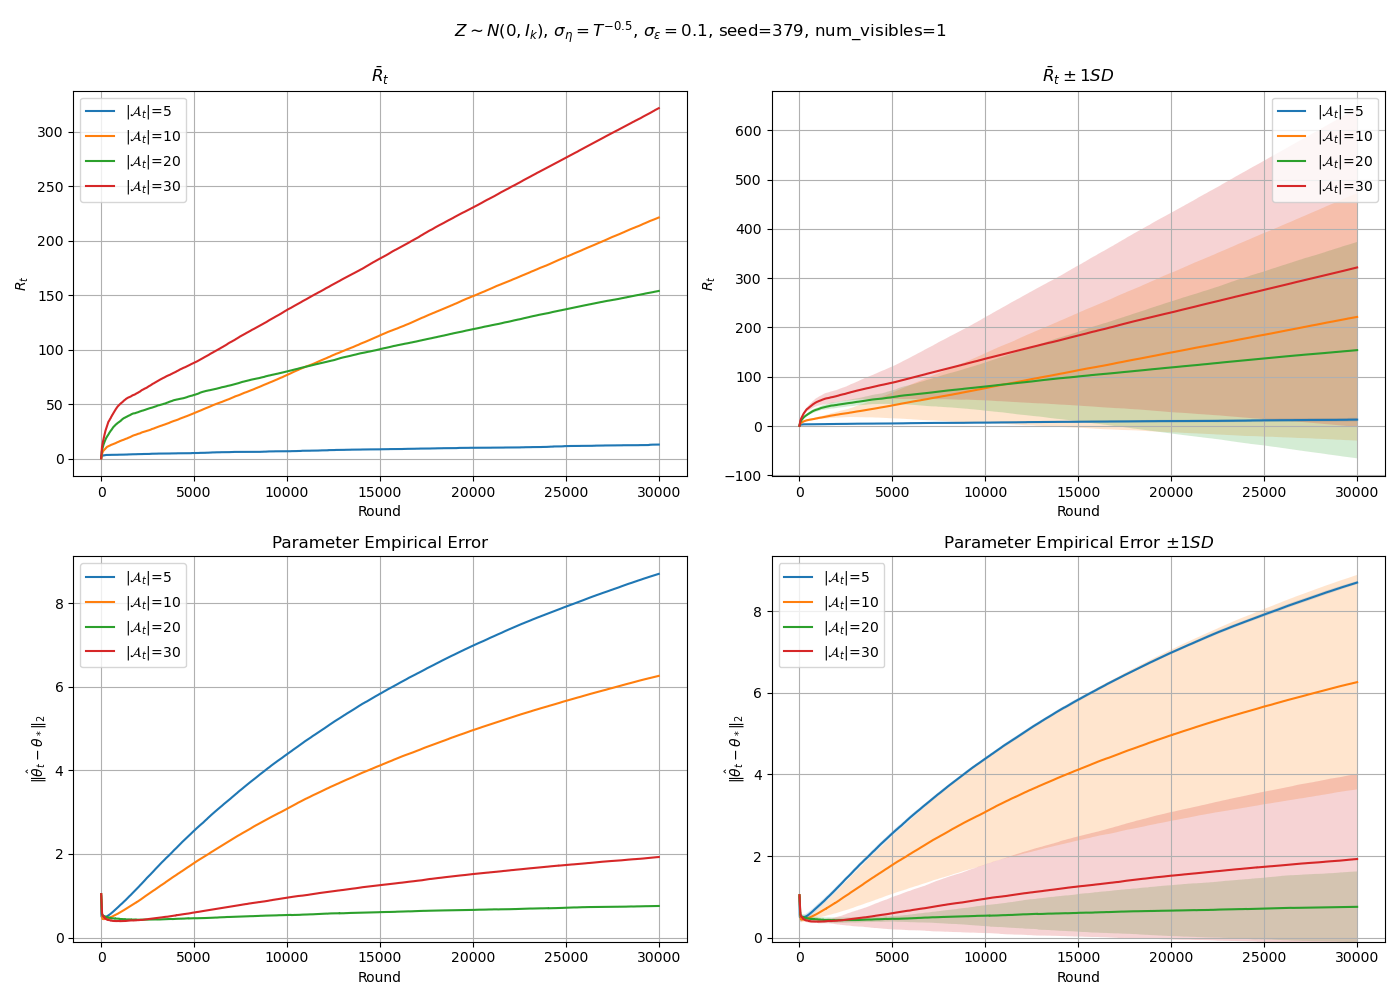 Z ∼ N(0, I_k), σ_η = T^{−0.5}, σ_ε = 0.1, seed=379, num_visibles=1
R̄_t
R_t
300
250
200
150
100
50
0
|𝒜_t|=5
|𝒜_t|=10
|𝒜_t|=20
|𝒜_t|=30
0 5000 10000 15000 20000 25000 30000
Round
R̄_t ± 1SD
R_t
600
500
400
300
200
100
0
−100
|𝒜_t|=5
|𝒜_t|=10
|𝒜_t|=20
|𝒜_t|=30
0 5000 10000 15000 20000 25000 30000
Round
Parameter Empirical Error
‖θ̂_t − θ_*‖_2
8
6
4
2
0
|𝒜_t|=5
|𝒜_t|=10
|𝒜_t|=20
|𝒜_t|=30
0 5000 10000 15000 20000 25000 30000
Round
Parameter Empirical Error ±1SD
‖θ̂_t − θ_*‖_2
8
6
4
2
0
|𝒜_t|=5
|𝒜_t|=10
|𝒜_t|=20
|𝒜_t|=30
0 5000 10000 15000 20000 25000 30000
Round